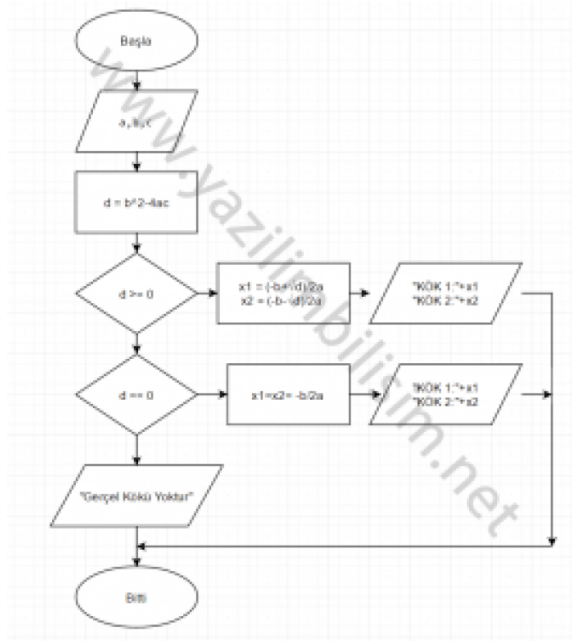 Başla
a,b,c
d = b^2-4ac
d >= 0
x1 = (-b+√d)/2a
x2 = (-b-√d)/2a
"KÖK 1:"+x1
"KÖK 2:"+x2
d == 0
x1=x2= -b/2a
"KÖK 1:"+x1
"KÖK 2:"+x2
"Gerçel Kökü Yoktur"
Bitti
www.yazilimbilisim.net